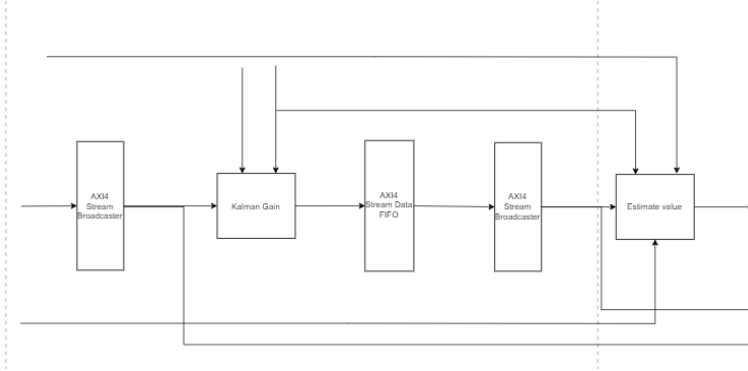 AXI4
Stream
Broadcaster
Kalman Gain
AXI4
Stream Data
FIFO
AXI4
Stream
Broadcaster
Estimate value